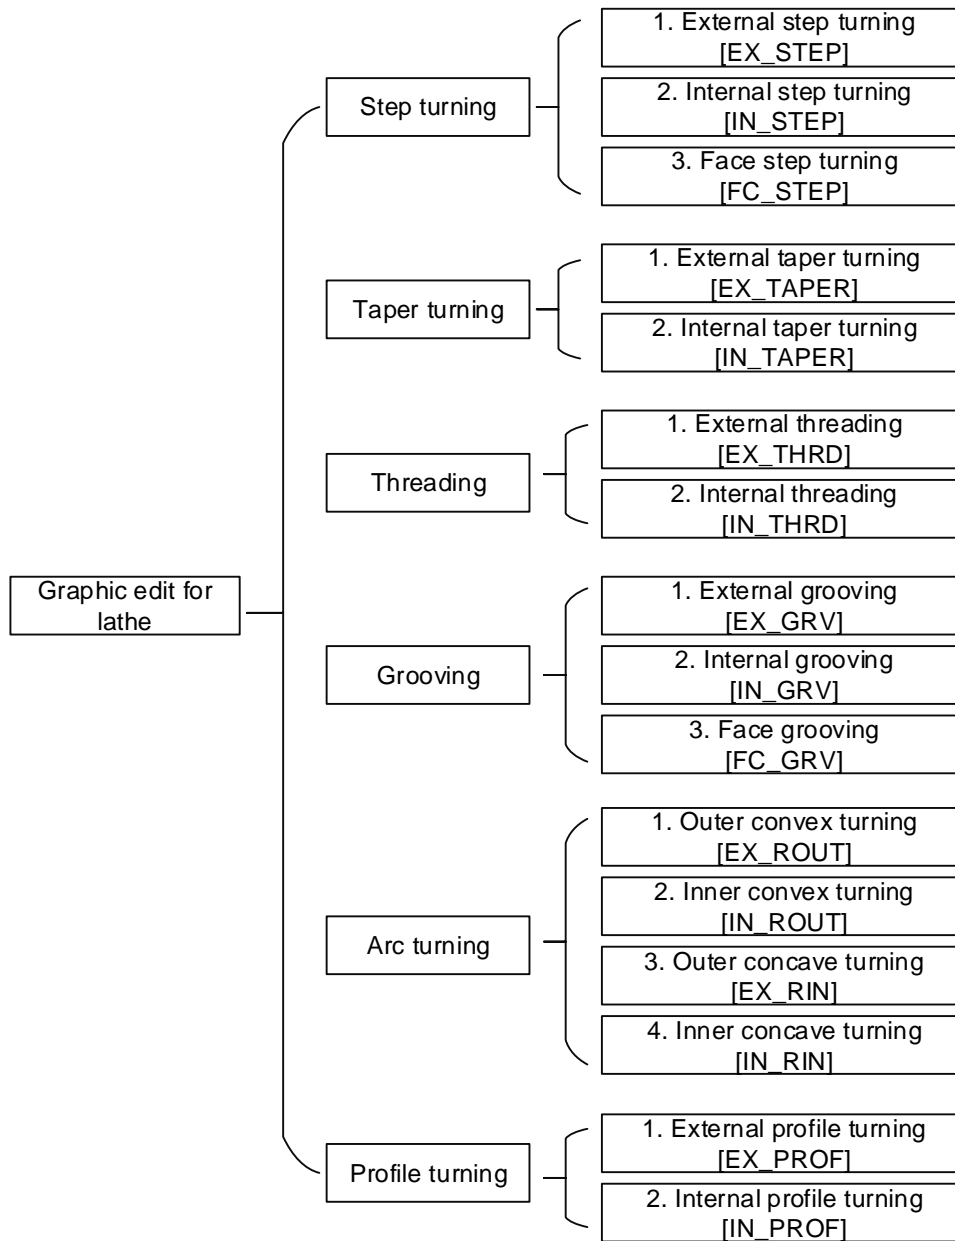 Graphic edit for
lathe
Step turning
1. External step turning
[EX_STEP]
2. Internal step turning
[IN_STEP]
3. Face step turning
[FC_STEP]
Taper turning
1. External taper turning
[EX_TAPER]
2. Internal taper turning
[IN_TAPER]
Threading
1. External threading
[EX_THRD]
2. Internal threading
[IN_THRD]
Grooving
1. External grooving
[EX_GRV]
2. Internal grooving
[IN_GRV]
3. Face grooving
[FC_GRV]
Arc turning
1. Outer convex turning
[EX_ROUT]
2. Inner convex turning
[IN_ROUT]
3. Outer concave turning
[EX_RIN]
4. Inner concave turning
[IN_RIN]
Profile turning
1. External profile turning
[EX_PROF]
2. Internal profile turning
[IN_PROF]